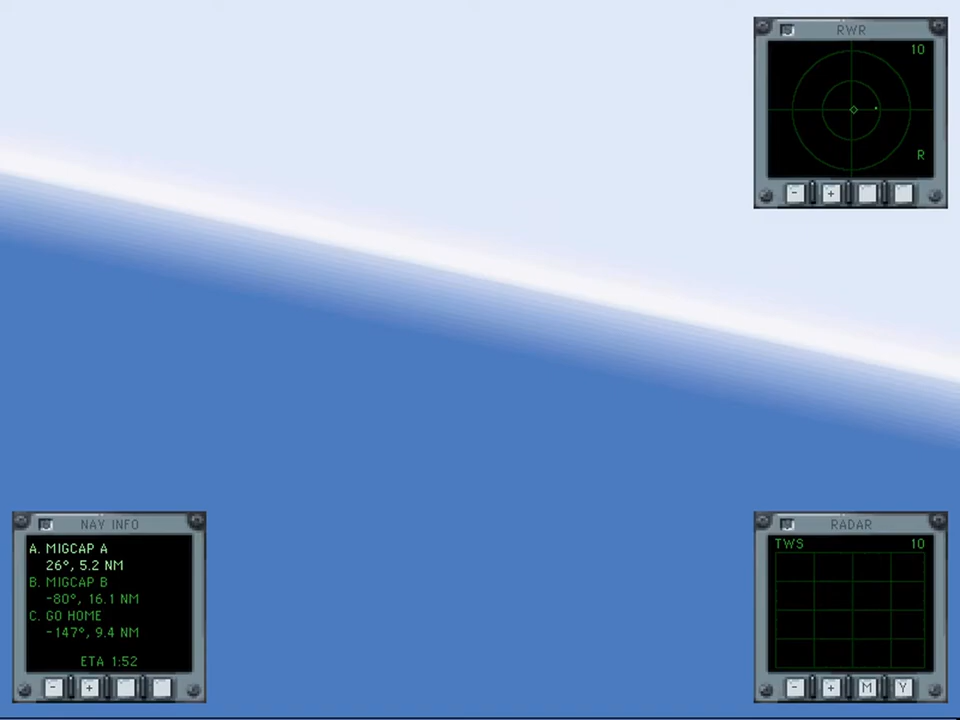 RWR
10
R
- +
NAV INFO
A. MIGCAP A
26°, 5.2 NM
B. MIGCAP B
-80°, 16.1 NM
C. GO HOME
-147°, 9.4 NM
ETA 1:52
- +
RADAR
TWS 10
- + M Y